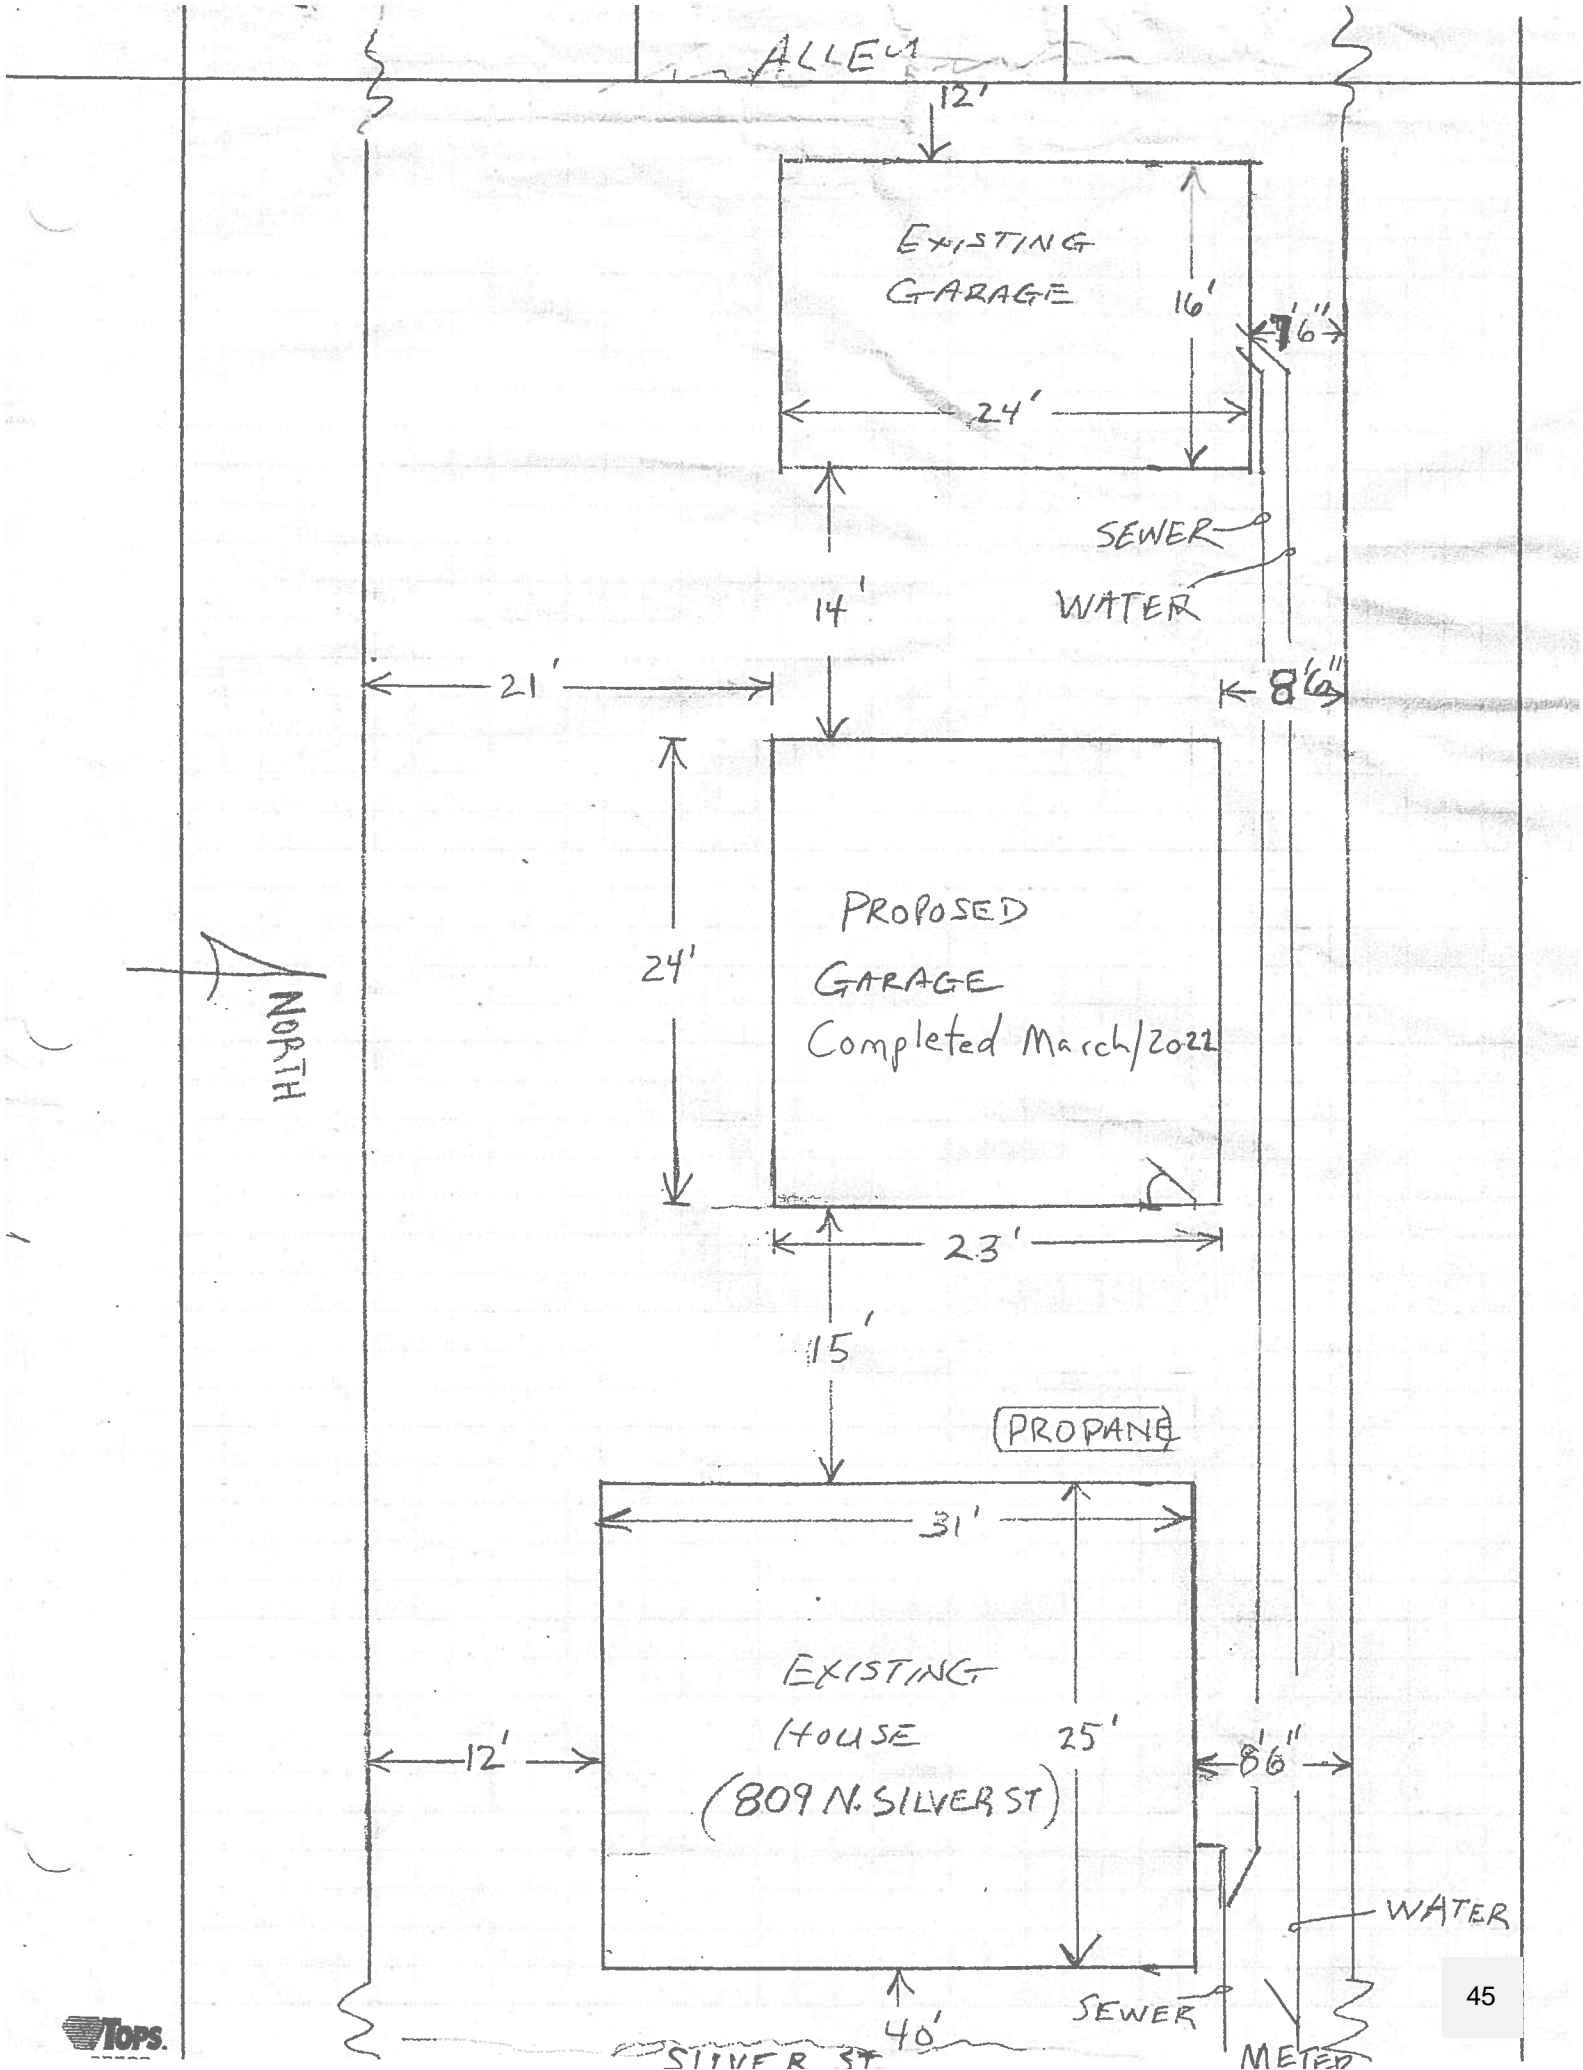 ALLEY
12'
EXISTING
GARAGE
16'
7'6"
24'
SEWER
WATER
14'
21'
8'6"
24'
PROPOSED
GARAGE
Completed March/2022
NORTH
23'
15'
PROPANE
31'
EXISTING
HOUSE
(809 N. SILVER ST)
25'
12'
8'6"
WATER
SEWER
40'
SILVER ST
METER
45
TOPS.